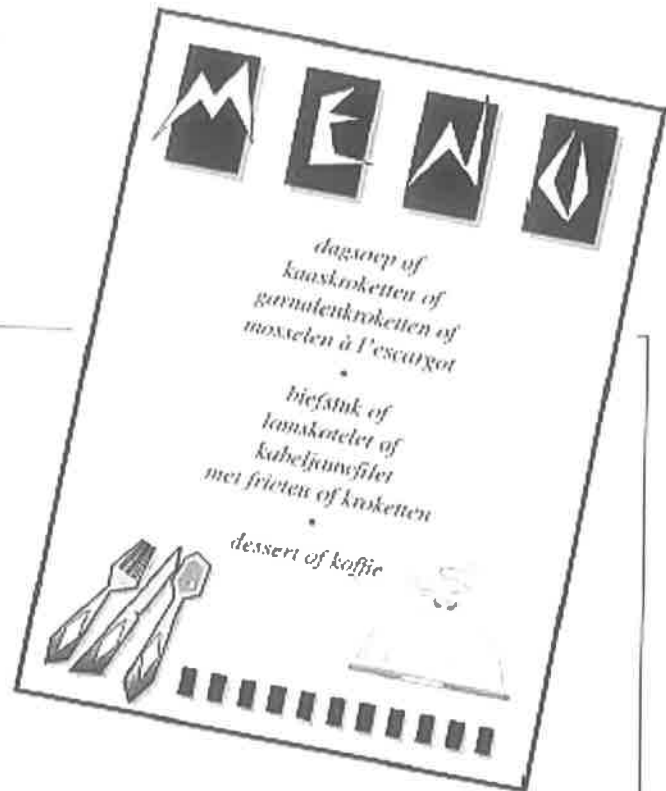 MENU
dagsoep of
kaaskroketten of
garnalenkroketten of
mosselen à l'escargot
•
biefstuk of
lamskotelet of
kabeljauwfilet
met frieten of kroketten
•
dessert of koffie